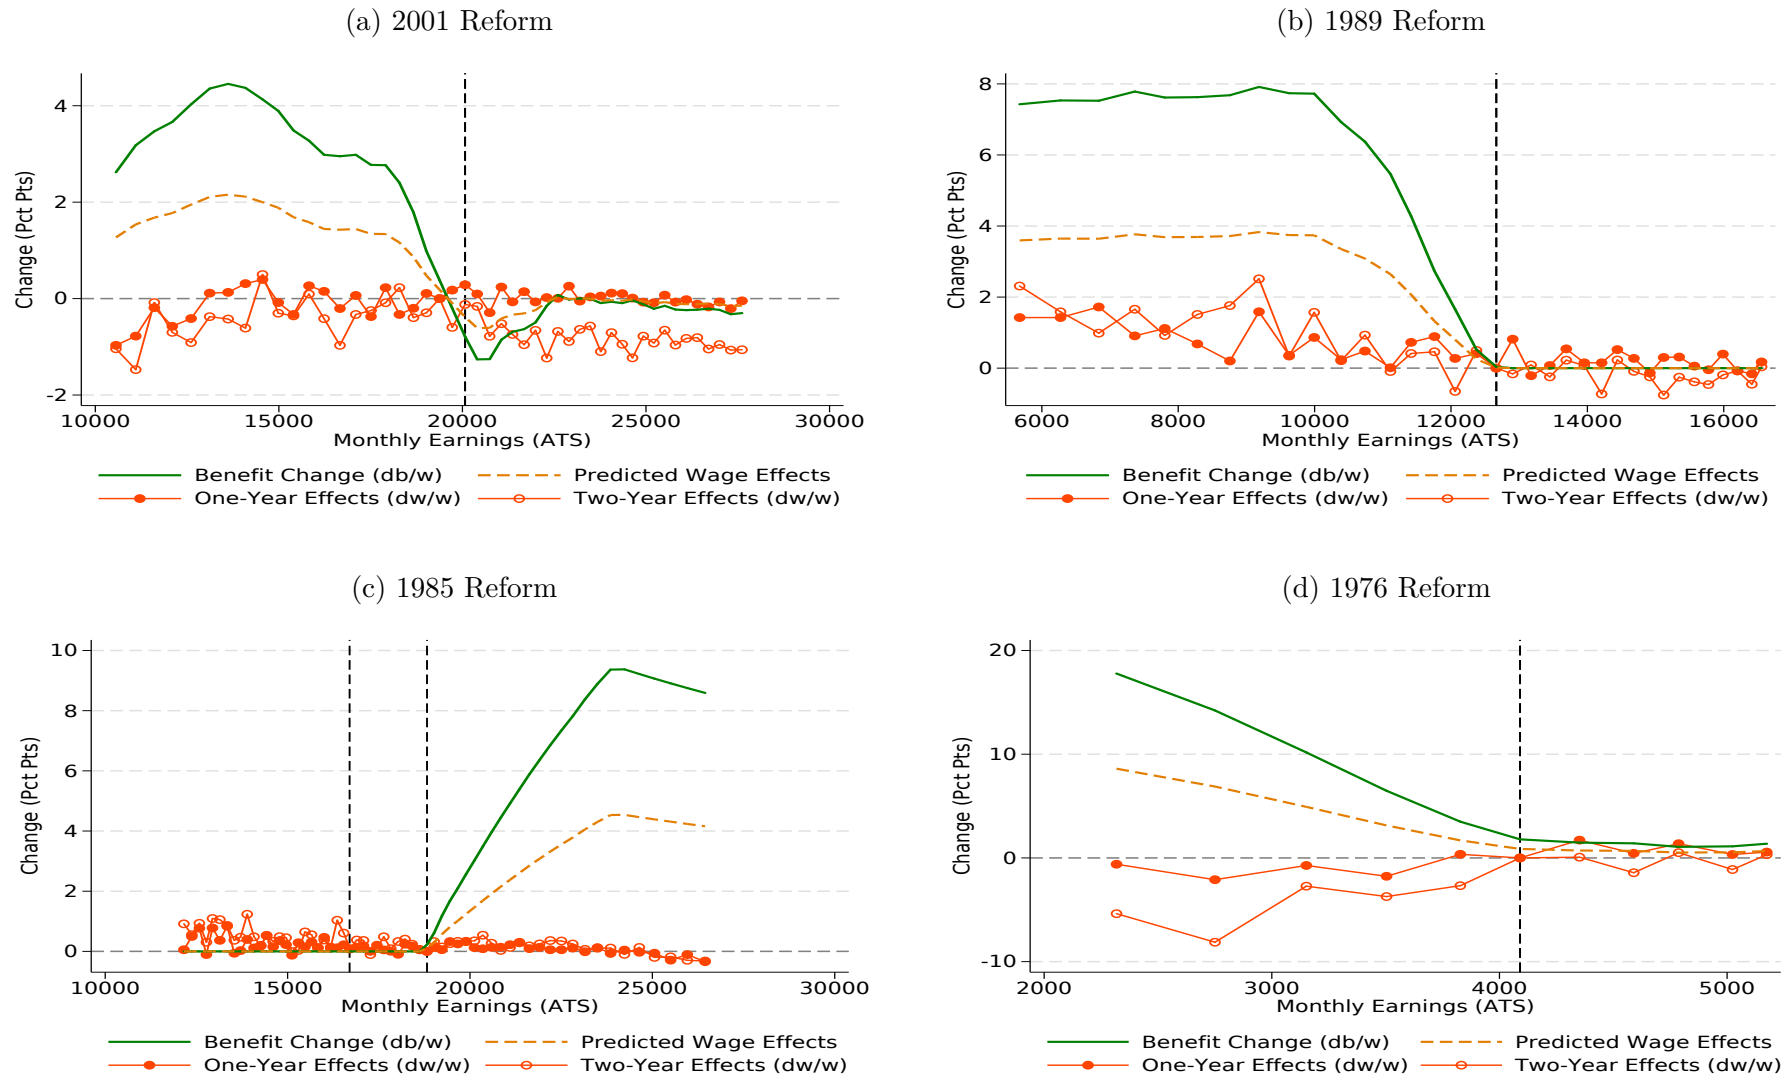 (a) 2001 Reform
Change (Pct Pts)
4
2
0
-2
10000 15000 20000 25000 30000
Monthly Earnings (ATS)
Benefit Change (db/w) Predicted Wage Effects
One-Year Effects (dw/w) Two-Year Effects (dw/w)
(b) 1989 Reform
Change (Pct Pts)
8
6
4
2
0
6000 8000 10000 12000 14000 16000
Monthly Earnings (ATS)
Benefit Change (db/w) Predicted Wage Effects
One-Year Effects (dw/w) Two-Year Effects (dw/w)
(c) 1985 Reform
Change (Pct Pts)
10
8
6
4
2
0
10000 15000 20000 25000 30000
Monthly Earnings (ATS)
Benefit Change (db/w) Predicted Wage Effects
One-Year Effects (dw/w) Two-Year Effects (dw/w)
(d) 1976 Reform
Change (Pct Pts)
20
10
0
-10
2000 3000 4000 5000
Monthly Earnings (ATS)
Benefit Change (db/w) Predicted Wage Effects
One-Year Effects (dw/w) Two-Year Effects (dw/w)